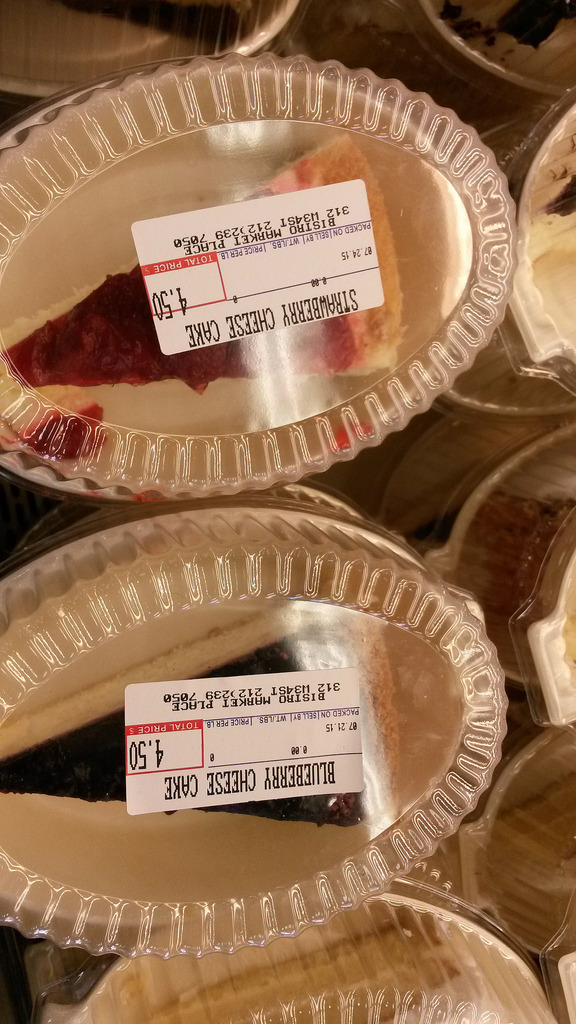 STRAWBERRY CHEESE CAKE
0.00 0
07.24.15 4.50
PACKED ON | SELL BY | WT./LBS. | PRICE PER LB TOTAL PRICE $
BISTRO MARKET PLACE
312 W34ST 212)239 7050
BLUEBERRY CHEESE CAKE
0.00 0
07.21.15 4.50
PACKED ON | SELL BY | WT./LBS. | PRICE PER LB TOTAL PRICE $
BISTRO MARKET PLACE
312 W34ST 212)239 7050